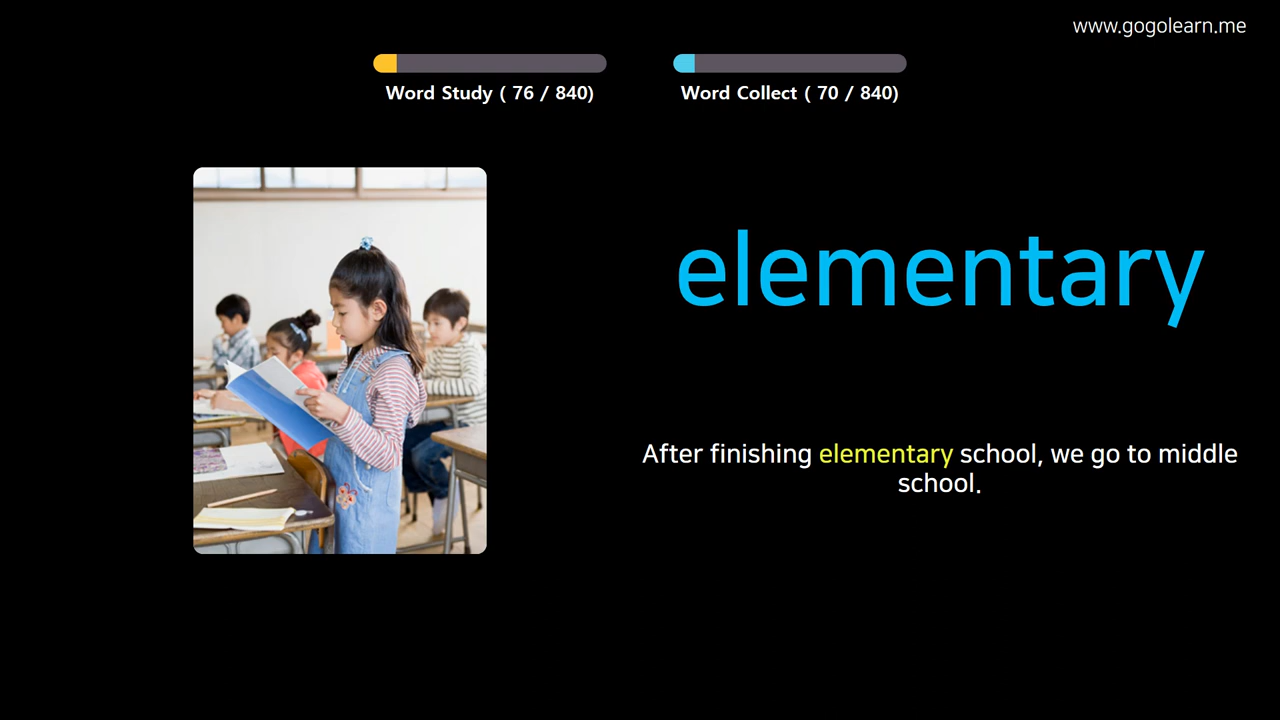 www.gogolearn.me
Word Study ( 76 / 840)
Word Collect ( 70 / 840)
elementary
After finishing elementary school, we go to middle
school.